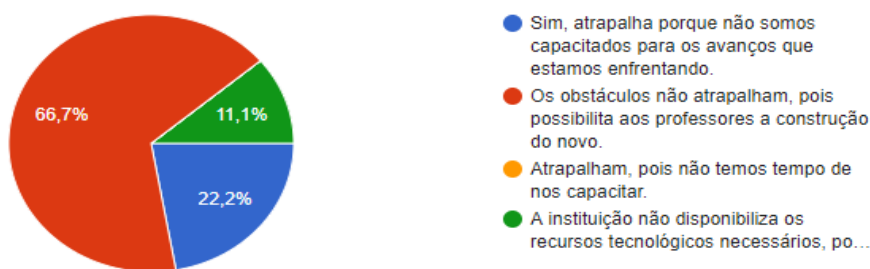 66,7%
11,1%
22,2%
Sim, atrapalha porque não somos
capacitados para os avanços que
estamos enfrentando.
Os obstáculos não atrapalham, pois
possibilita aos professores a construção
do novo.
Atrapalham, pois não temos tempo de
nos capacitar.
A instituição não disponibiliza os
recursos tecnológicos necessários, po…